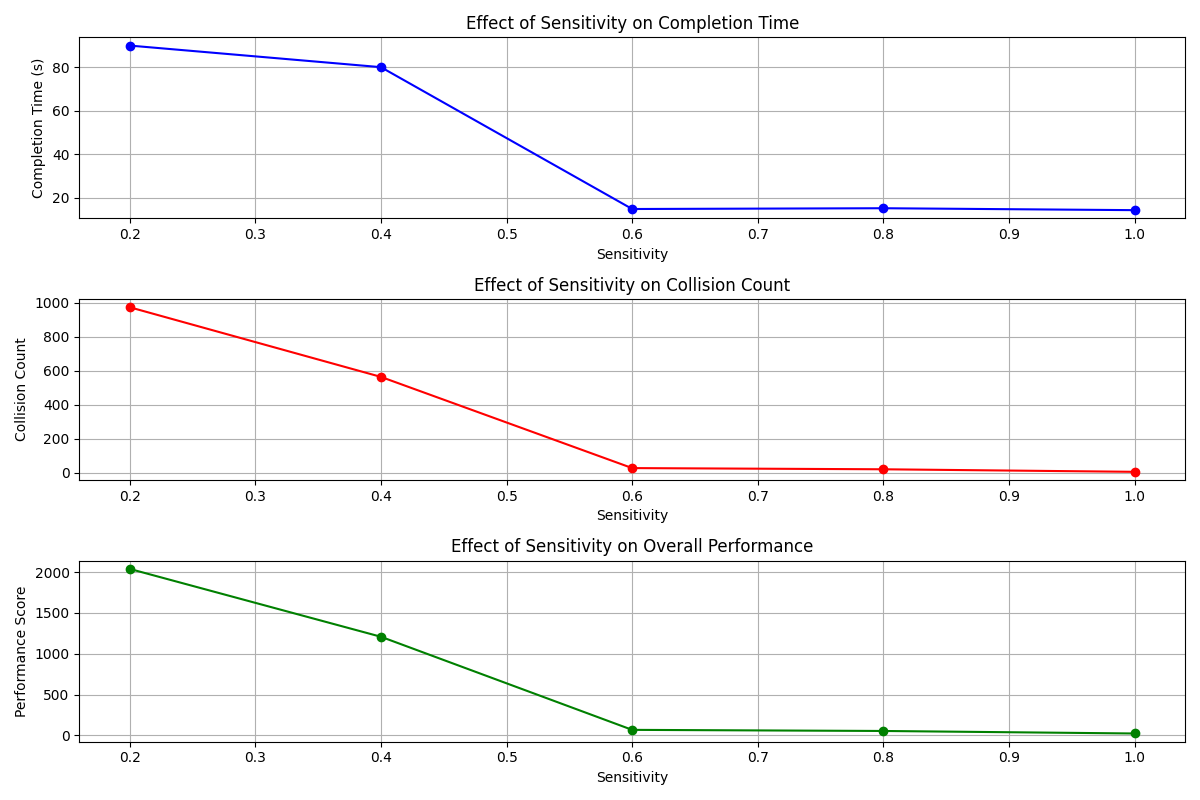 Effect of Sensitivity on Completion Time
Completion Time (s)
80
60
40
20
0.2 0.3 0.4 0.5 0.6 0.7 0.8 0.9 1.0
Sensitivity
Effect of Sensitivity on Collision Count
Collision Count
1000
800
600
400
200
0
0.2 0.3 0.4 0.5 0.6 0.7 0.8 0.9 1.0
Sensitivity
Effect of Sensitivity on Overall Performance
Performance Score
2000
1500
1000
500
0
0.2 0.3 0.4 0.5 0.6 0.7 0.8 0.9 1.0
Sensitivity